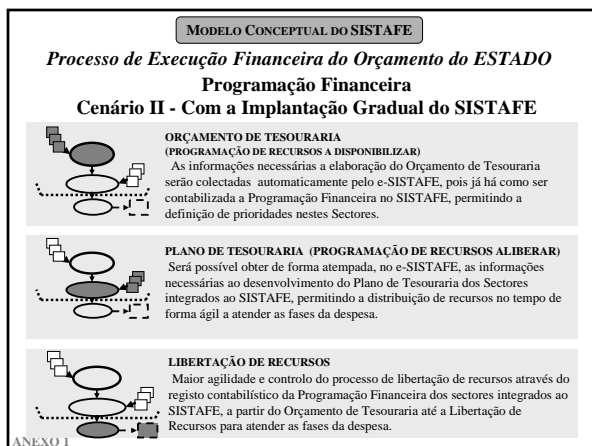 MODELO CONCEPTUAL DO SISTAFE
Processo de Execução Financeira do Orçamento do ESTADO
Programação Financeira
Cenário II - Com a Implantação Gradual do SISTAFE
ORÇAMENTO DE TESOURARIA
(PROGRAMAÇÃO DE RECURSOS A DISPONIBILIZAR)
As informações necessárias a elaboração do Orçamento de Tesouraria
serão colectadas automaticamente pelo e-SISTAFE, pois já há como ser
contabilizada a Programação Financeira no SISTAFE, permitindo a
definição de prioridades nestes Sectores.
PLANO DE TESOURARIA (PROGRAMAÇÃO DE RECURSOS ALIBERAR)
Será possível obter de forma atempada, no e-SISTAFE, as informações
necessárias ao desenvolvimento do Plano de Tesouraria dos Sectores
integrados ao SISTAFE, permitindo a distribuição de recursos no tempo de
forma ágil a atender as fases da despesa.
LIBERTAÇÃO DE RECURSOS
Maior agilidade e controlo do processo de libertação de recursos através do
registo contabilístico da Programação Financeira dos sectores integrados ao
SISTAFE, a partir do Orçamento de Tesouraria até a Libertação de
Recursos para atender as fases da despesa.
ANEXO 1